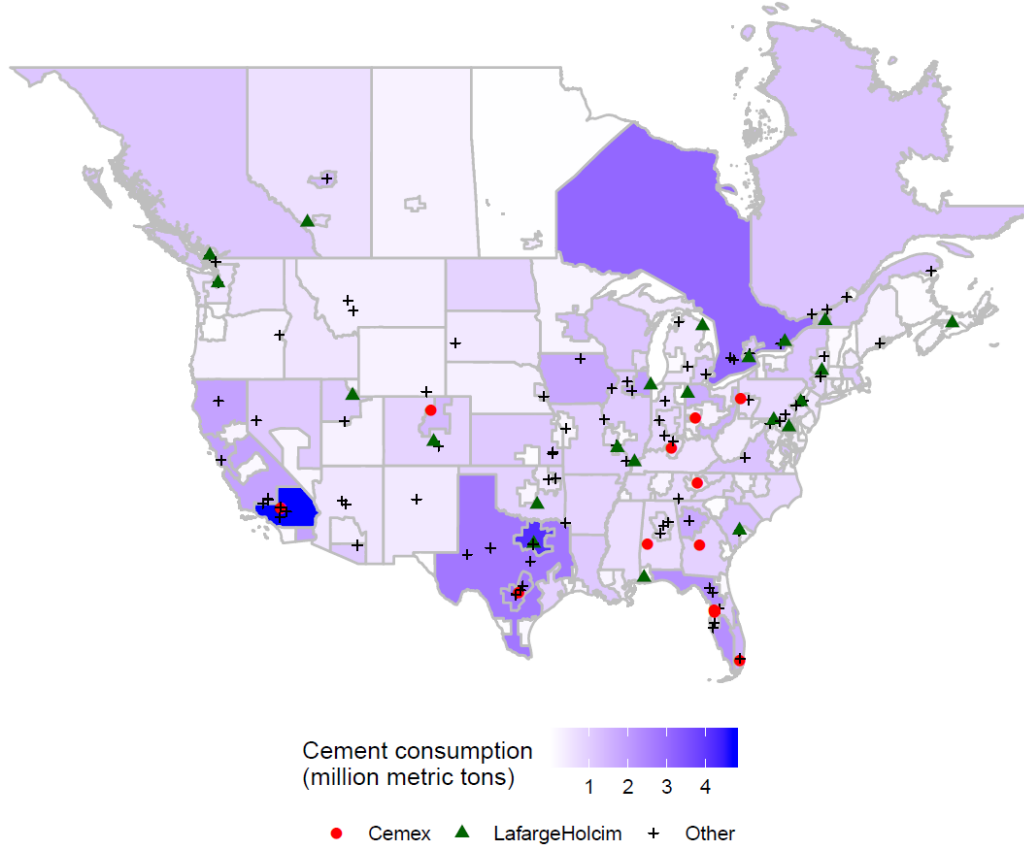 Cement consumption
(million metric tons)
1 2 3 4
Cemex LafargeHolcim Other